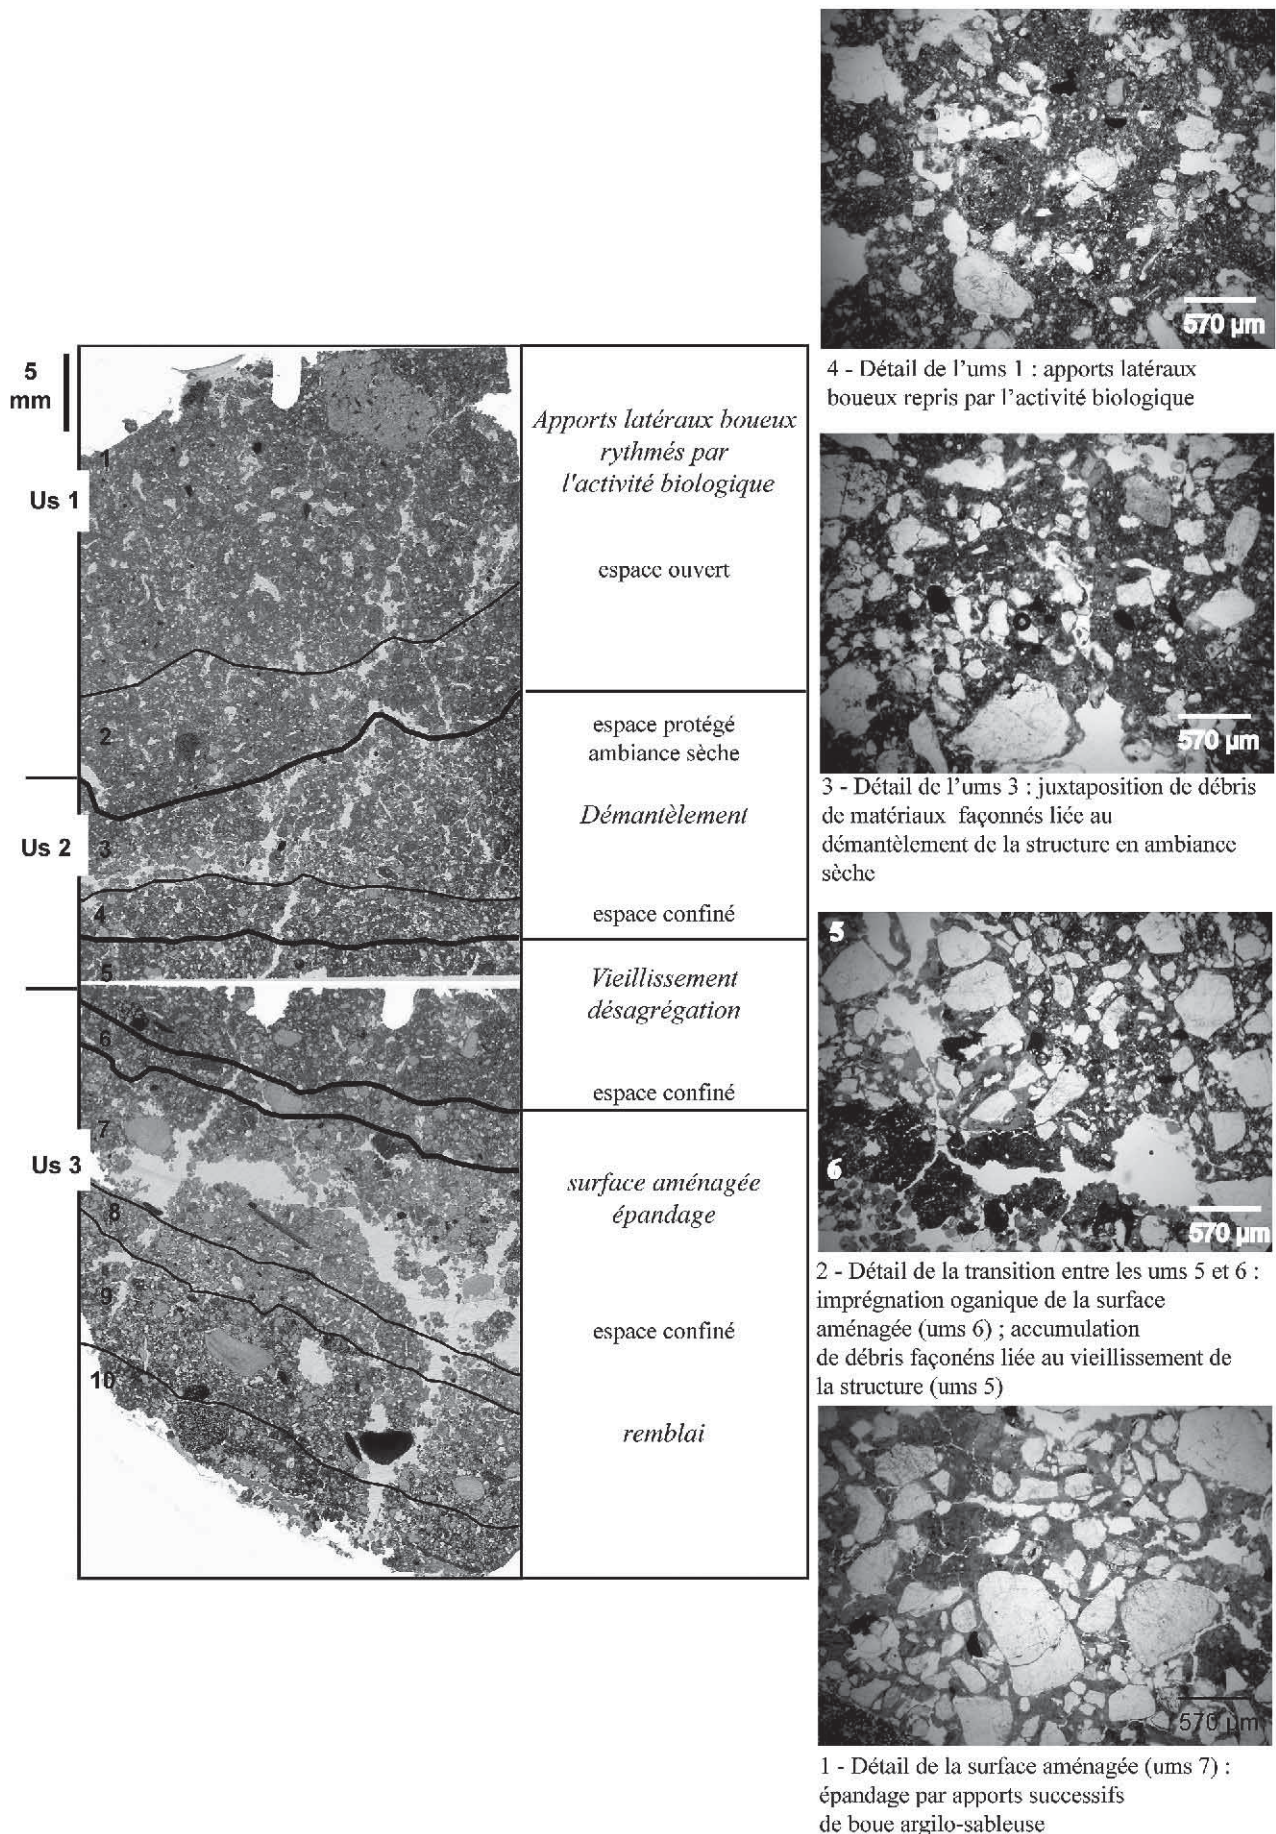 5
mm
1
Us 1
2
Us 2
3
4
5
6
7
Us 3
8
9
10
Apports latéraux boueux
rythmés par
l'activité biologique
espace ouvert
espace protégé
ambiance sèche
Démantèlement
espace confiné
Vieillissement
désagrégation
espace confiné
surface aménagée
épandage
espace confiné
remblai
570 µm
4 - Détail de l'ums 1 : apports latéraux
boueux repris par l'activité biologique
570 µm
3 - Détail de l'ums 3 : juxtaposition de débris
de matériaux façonnés liée au
démantèlement de la structure en ambiance
sèche
5
6
570 µm
2 - Détail de la transition entre les ums 5 et 6 :
imprégnation oganique de la surface
aménagée (ums 6) ; accumulation
de débris façonéns liée au vieillissement de
la structure (ums 5)
570 µm
1 - Détail de la surface aménagée (ums 7) :
épandage par apports successifs
de boue argilo-sableuse